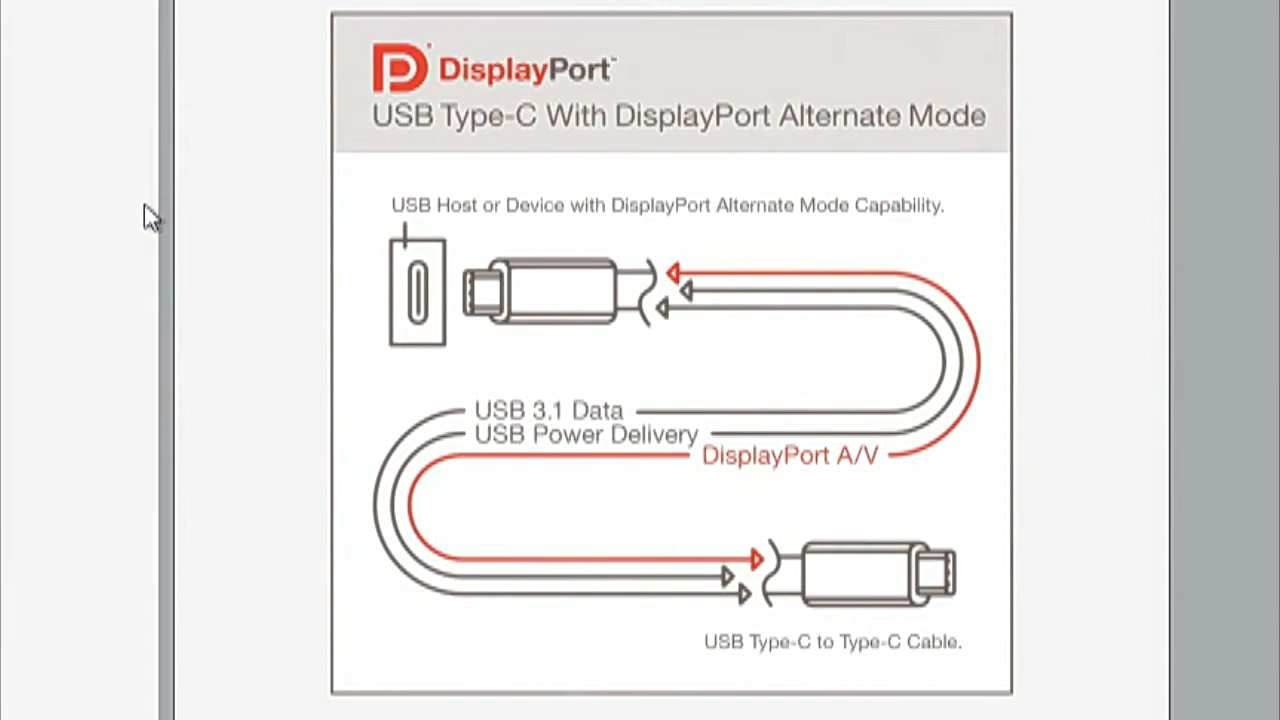 DisplayPort™
USB Type-C With DisplayPort Alternate Mode
USB Host or Device with DisplayPort Alternate Mode Capability.
USB 3.1 Data
USB Power Delivery
DisplayPort A/V
USB Type-C to Type-C Cable.